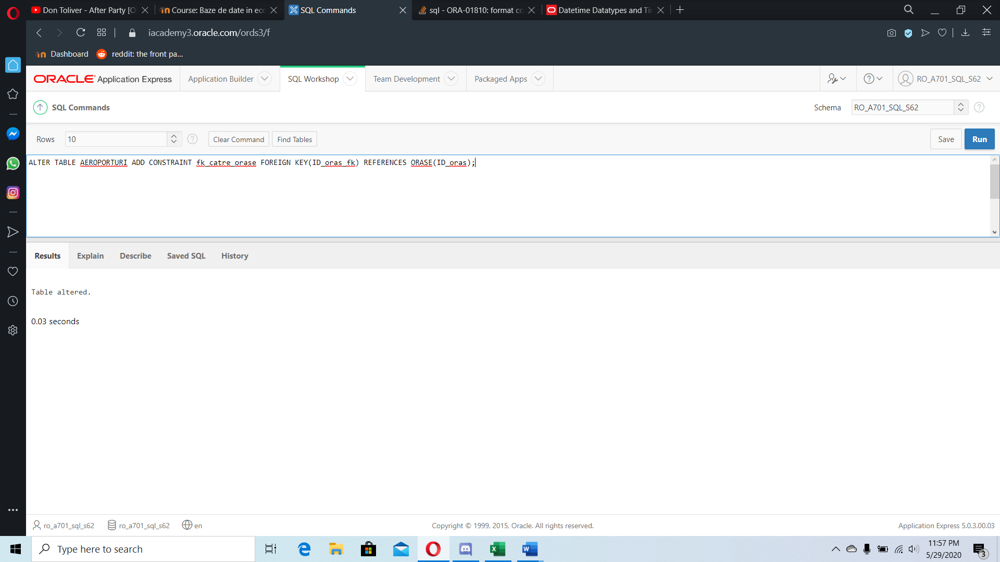 Don Toliver - After Party [O
Course: Baze de date in ecc
SQL Commands
sql - ORA-01810: format co
Datetime Datatypes and Ti
iacademy3.oracle.com/ords3/f
Dashboard
reddit: the front pa...
ORACLE Application Express
Application Builder
SQL Workshop
Team Development
Packaged Apps
RO_A701_SQL_S62
SQL Commands
Schema
RO_A701_SQL_S62
Rows
10
Clear Command
Find Tables
Save
Run
ALTER TABLE AEROPORTURI ADD CONSTRAINT fk_catre_orase FOREIGN KEY(ID_oras_fk) REFERENCES ORASE(ID_oras);
Results
Explain
Describe
Saved SQL
History
Table altered.
0.03 seconds
ro_a701_sql_s62
ro_a701_sql_s62
en
Copyright © 1999, 2015, Oracle. All rights reserved.
Application Express 5.0.3.00.03
Type here to search
11:57 PM
5/29/2020
3